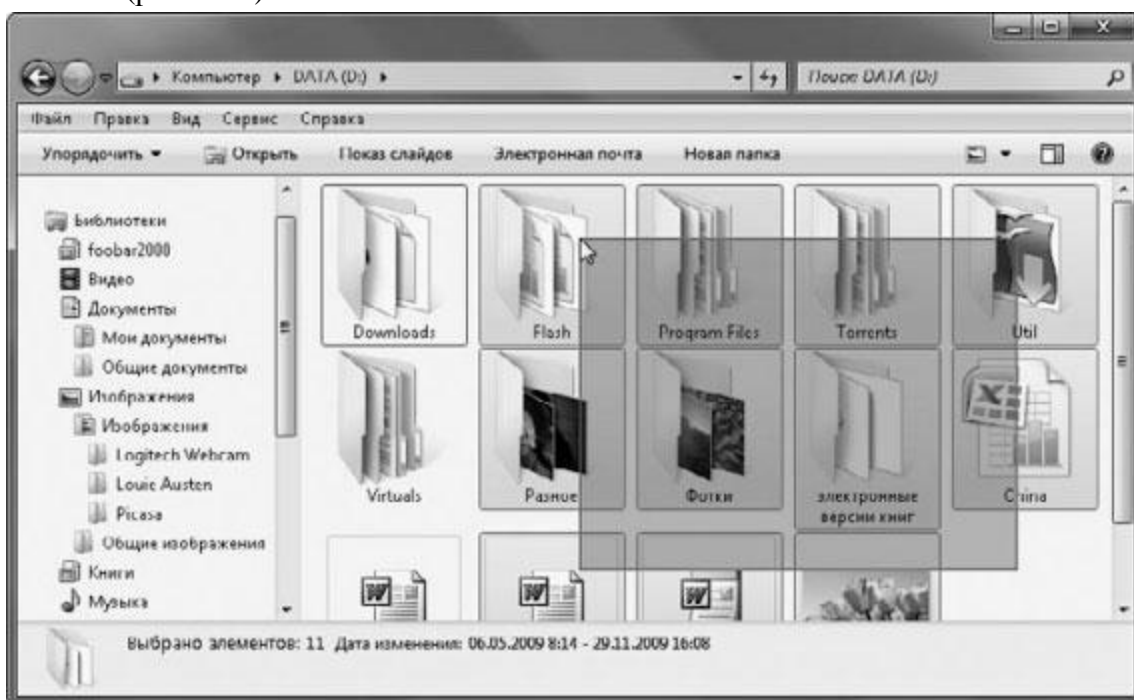 Компьютер ▸ DATA (D:) ▸ Поиск DATA (D:)
Файл Правка Вид Сервис Справка
Упорядочить Открыть Показ слайдов Электронная почта Новая папка
Библиотеки
foobar2000
Видео
Документы
Мои документы
Общие документы
Изображения
Изображения
Logitech Webcam
Louie Austen
Picasa
Общие изображения
Книги
Музыка
Downloads Flash Program Files Torrents Util
Virtuals Разное Фотки электронные версии книг China
Выбрано элементов: 11 Дата изменения: 06.05.2009 8:14 - 29.11.2009 16:08